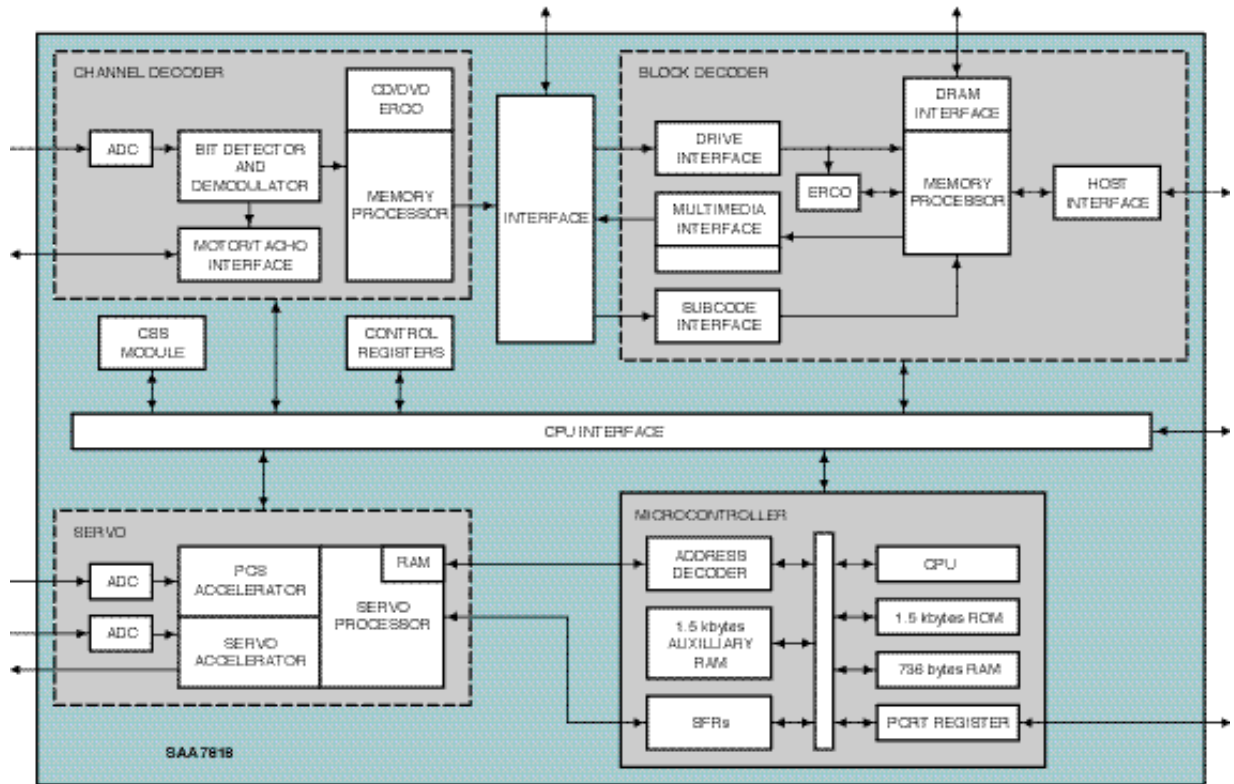 CHANNEL DECODER
CD/DVD
ERCO
ADC
BIT DETECTOR
AND
DEMODULATOR
MEMORY
PROCESSOR
MOTOR/TACHO
INTERFACE
INTERFACE
BLOCK DECODER
DRAM
INTERFACE
DRIVE
INTERFACE
ERCO
MEMORY
PROCESSOR
HOST
INTERFACE
MULTIMEDIA
INTERFACE
SUBCODE
INTERFACE
CSS
MODULE
CONTROL
REGISTERS
CPU INTERFACE
SERVO
ADC
PCS
ACCELERATOR
RAM
SERVO
PROCESSOR
ADC
SERVO
ACCELERATOR
MICROCONTROLLER
ADDRESS
DECODER
CPU
1.5 kbytes
AUXILLIARY
RAM
1.5 kbytes ROM
736 bytes RAM
SFRs
PORT REGISTER
SAA7818